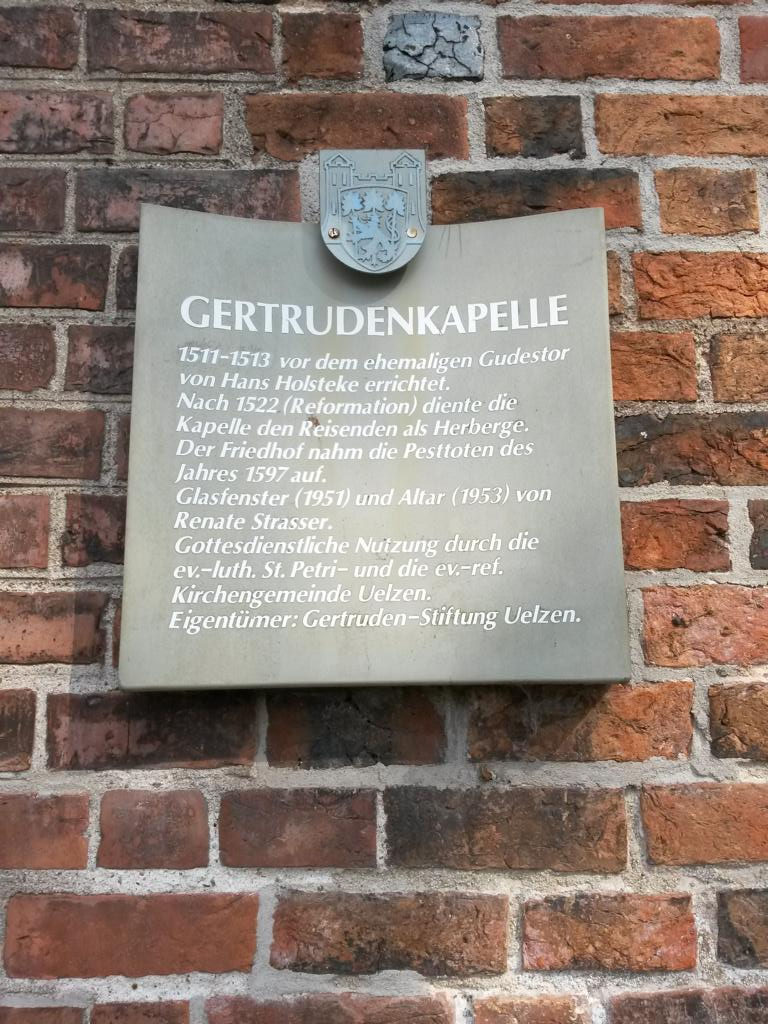 GERTRUDENKAPELLE
1511-1513 vor dem ehemaligen Gudestor
von Hans Holsteke errichtet.
Nach 1522 (Reformation) diente die
Kapelle den Reisenden als Herberge.
Der Friedhof nahm die Pesttoten des
Jahres 1597 auf.
Glasfenster (1951) und Altar (1953) von
Renate Strasser.
Gottesdienstliche Nutzung durch die
ev.-luth. St. Petri- und die ev.-ref.
Kirchengemeinde Uelzen.
Eigentümer: Gertruden-Stiftung Uelzen.